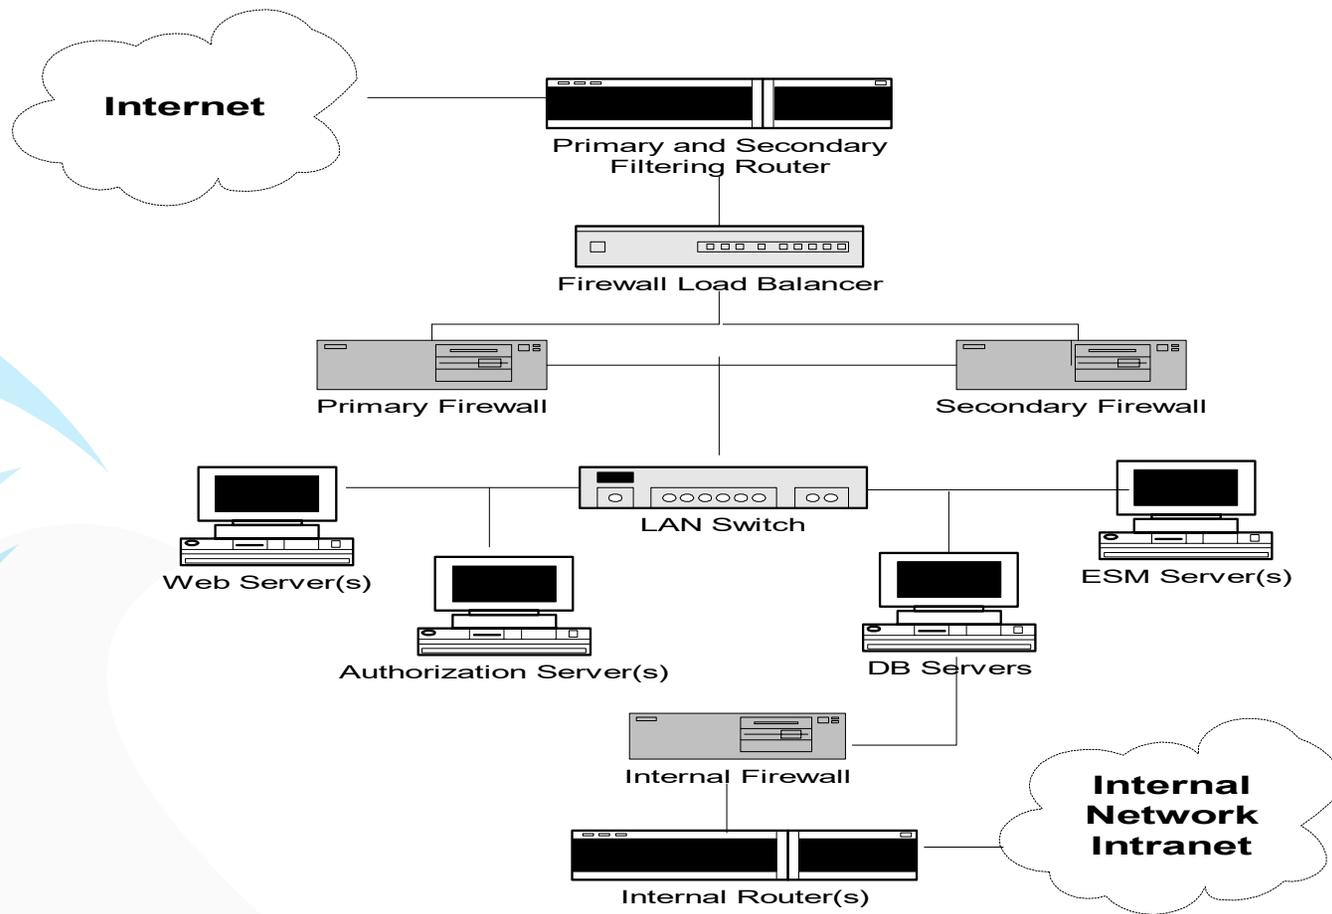 Internet
Primary and Secondary
Filtering Router
Firewall Load Balancer
Primary Firewall
Secondary Firewall
LAN Switch
Web Server(s)
ESM Server(s)
Authorization Server(s)
DB Servers
Internal Firewall
Internal
Network
Intranet
Internal Router(s)